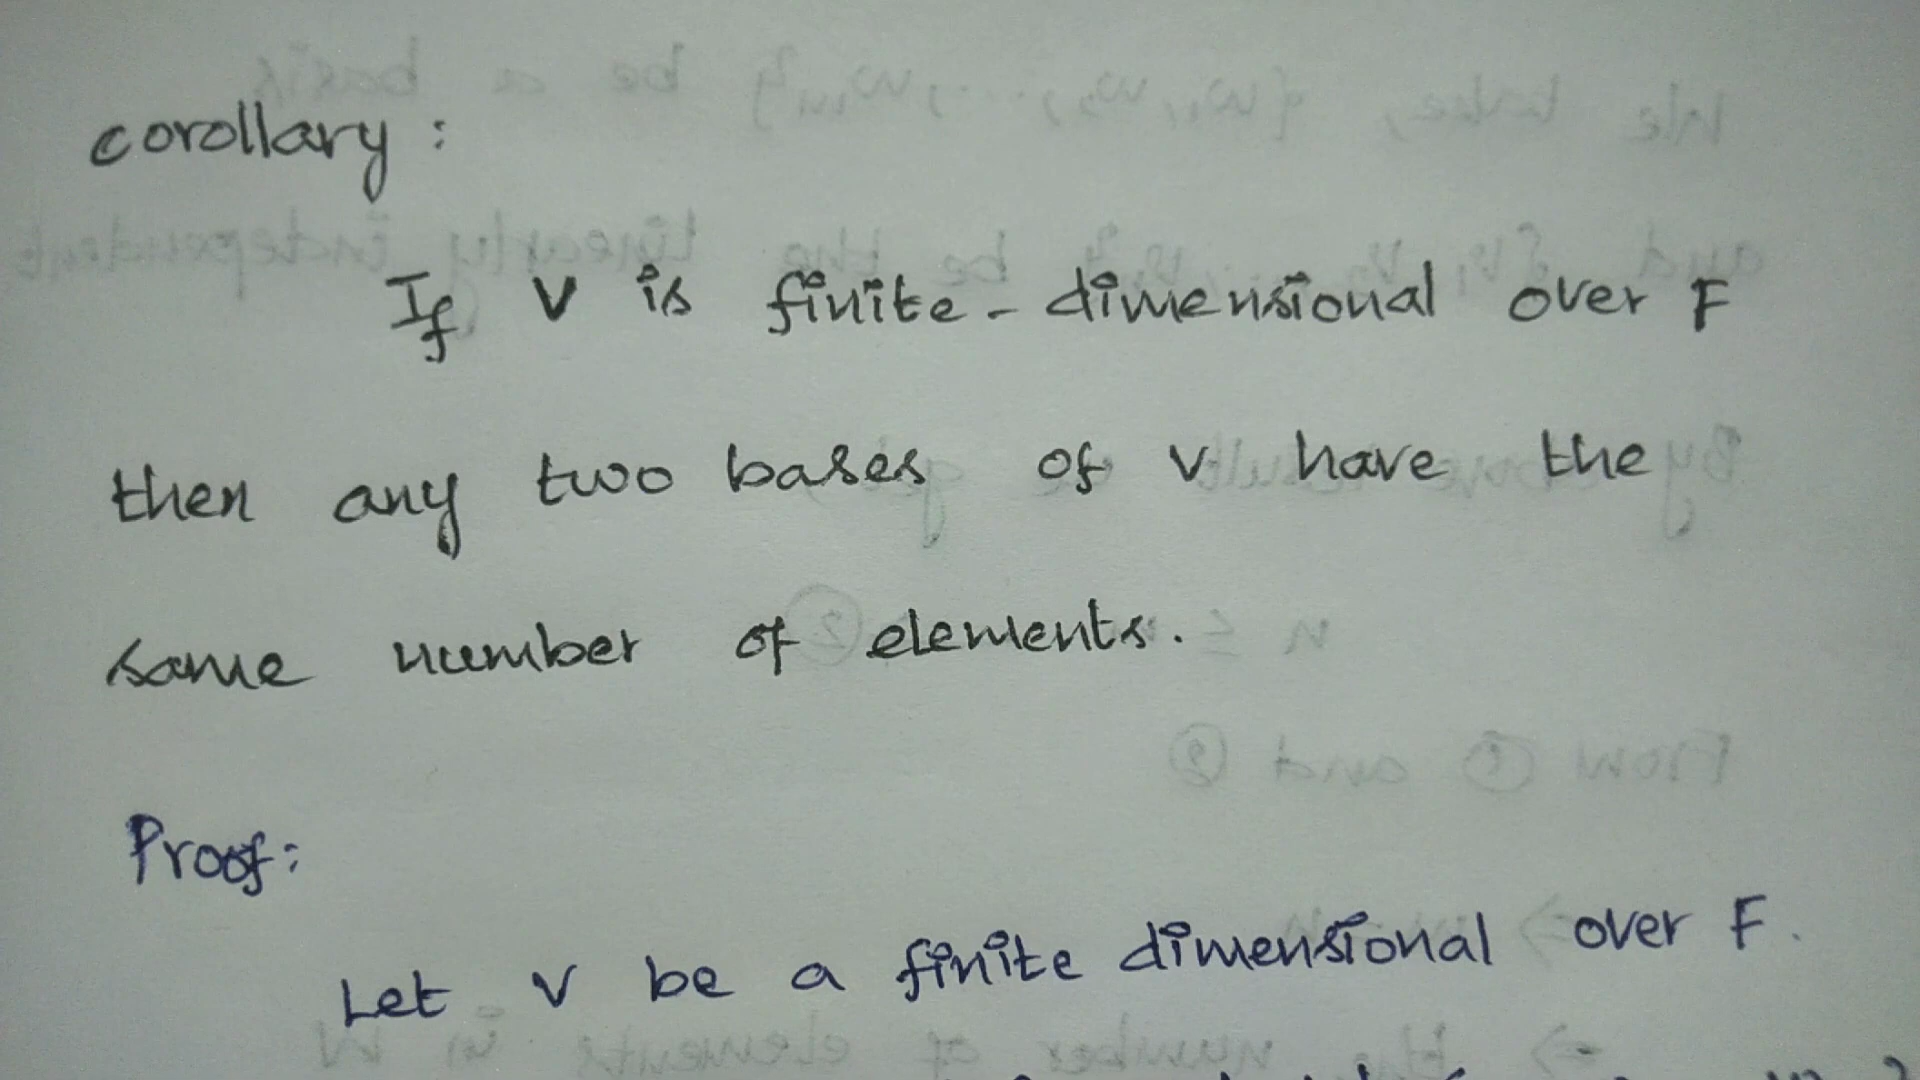 corollary:
If V is finite-dimensional over F
then any two bases of V have the
same number of elements.
Proof:
Let V be a finite dimensional over F.